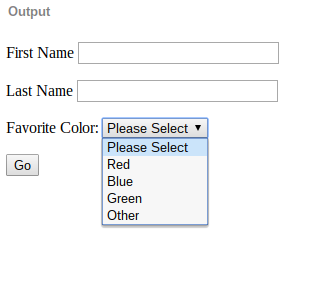 Output
First Name
Last Name
Favorite Color: Please Select
Please Select
Red
Blue
Green
Other
Go